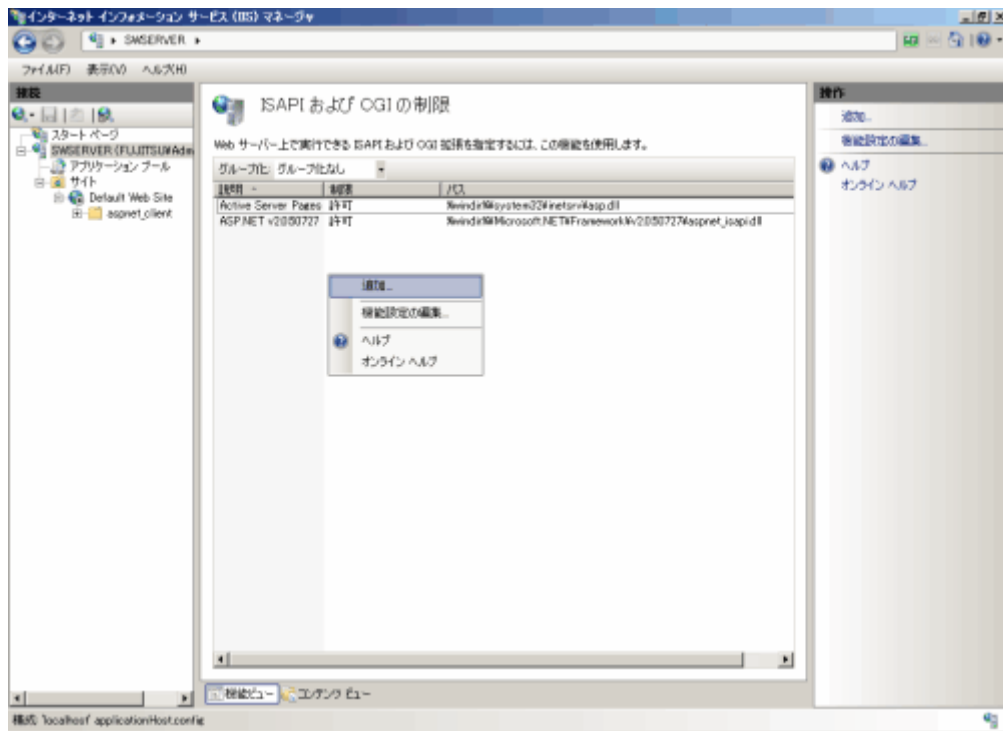 インターネット インフォメーション サービス (IIS) マネージャ
SWSERVER
ファイル(F) 表示(V) ヘルプ(H)
接続
スタート ページ
SWSERVER (FUJITSU¥Adm
アプリケーション プール
サイト
Default Web Site
aspnet_client
ISAPI および CGI の制限
Web サーバー上で実行できる ISAPI および CGI 拡張を指定するには、この機能を使用します。
グループ化: グループ化なし
説明 制限 パス
Active Server Pages 許可 %windir%¥system32¥inetsrv¥asp.dll
ASP.NET v2.0.50727 許可 %windir%¥Microsoft.NET¥Framework¥v2.0.50727¥aspnet_isapi.dll
追加...
機能設定の編集...
ヘルプ
オンライン ヘルプ
機能ビュー コンテンツ ビュー
操作
追加...
機能設定の編集...
ヘルプ
オンライン ヘルプ
構成: 'localhost' applicationHost.config